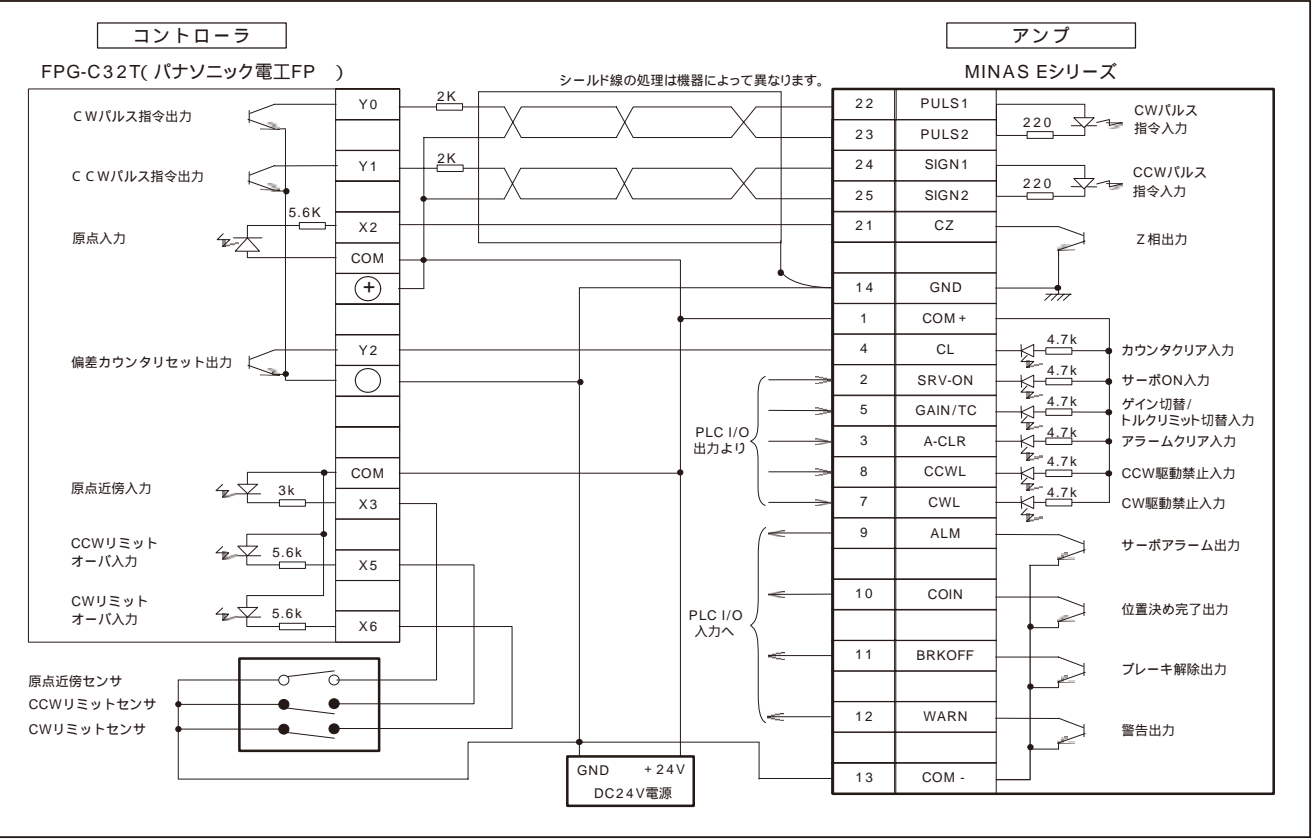 コントローラ
アンプ
FPG-C32T(パナソニック電工FP )
MINAS Eシリーズ
シールド線の処理は機器によって異なります。
CWパルス指令出力
Y0
2K
22 PULS1
220
CWパルス
指令入力
23 PULS2
CCWパルス指令出力
Y1
2K
24 SIGN1
220
CCWパルス
指令入力
25 SIGN2
原点入力
5.6K
X2
21 CZ
Z相出力
COM
+
14 GND
1 COM+
偏差カウンタリセット出力
Y2
4 CL
4.7k
カウンタクリア入力
2 SRV-ON
4.7k
サーボON入力
5 GAIN/TC
4.7k
ゲイン切替/
トルクリミット切替入力
PLC I/O
出力より
3 A-CLR
4.7k
アラームクリア入力
COM
8 CCWL
4.7k
CCW駆動禁止入力
原点近傍入力
3k
X3
7 CWL
4.7k
CW駆動禁止入力
9 ALM
サーボアラーム出力
CCWリミット
オーバ入力
5.6k
X5
10 COIN
位置決め完了出力
CWリミット
オーバ入力
5.6k
X6
PLC I/O
入力へ
11 BRKOFF
ブレーキ解除出力
原点近傍センサ
CCWリミットセンサ
CWリミットセンサ
12 WARN
警告出力
GND +24V
DC24V電源
13 COM-